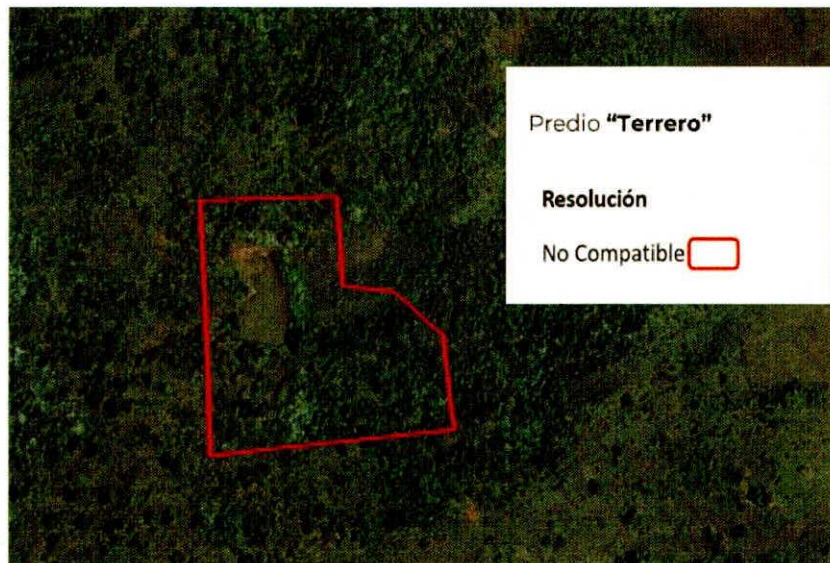 Predio “Terrero”
Resolución
No Compatible